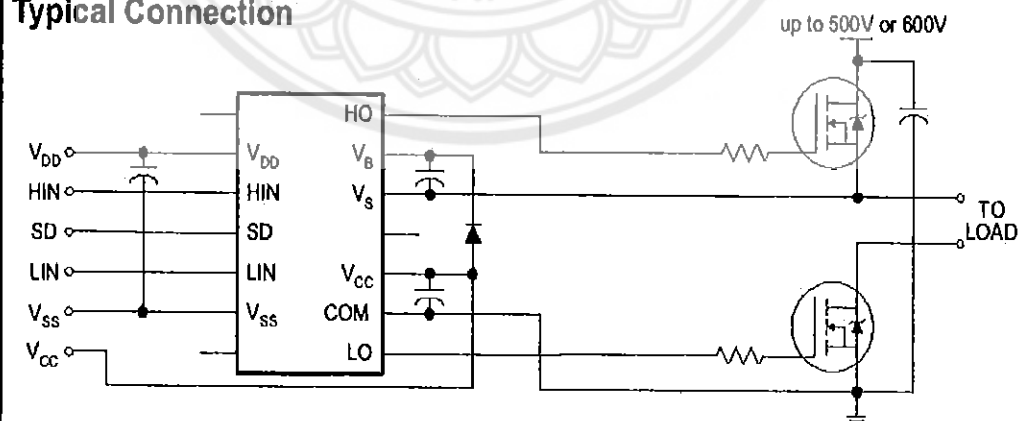 Typical Connection
up to 500V or 600V
HO
V_DD
V_DD
V_B
HIN
HIN
V_S
TO
SD
SD
LOAD
LIN
LIN
V_CC
V_SS
V_SS
COM
V_CC
LO